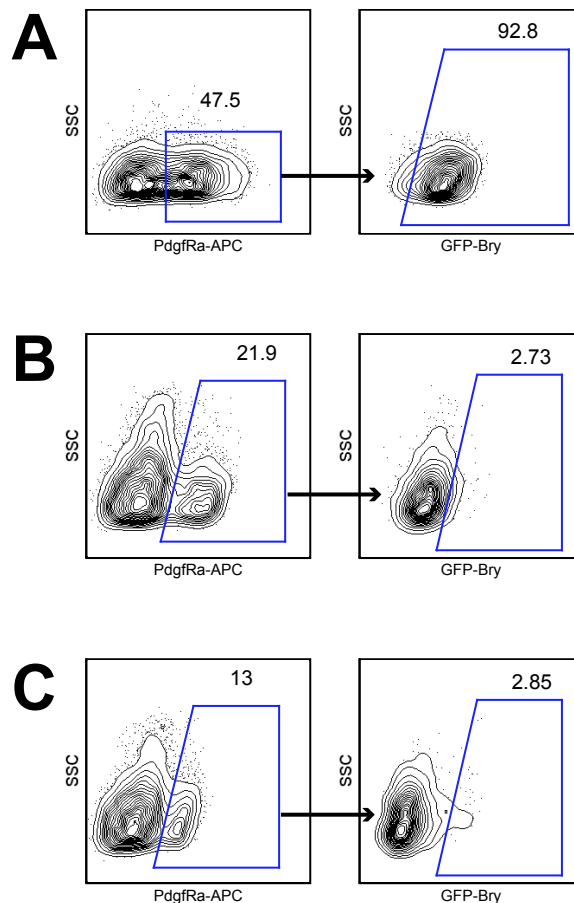 A
47.5
92.8
SSC
SSC
PdgfRa-APC
GFP-Bry
B
21.9
2.73
SSC
SSC
PdgfRa-APC
GFP-Bry
C
13
2.85
SSC
SSC
PdgfRa-APC
GFP-Bry